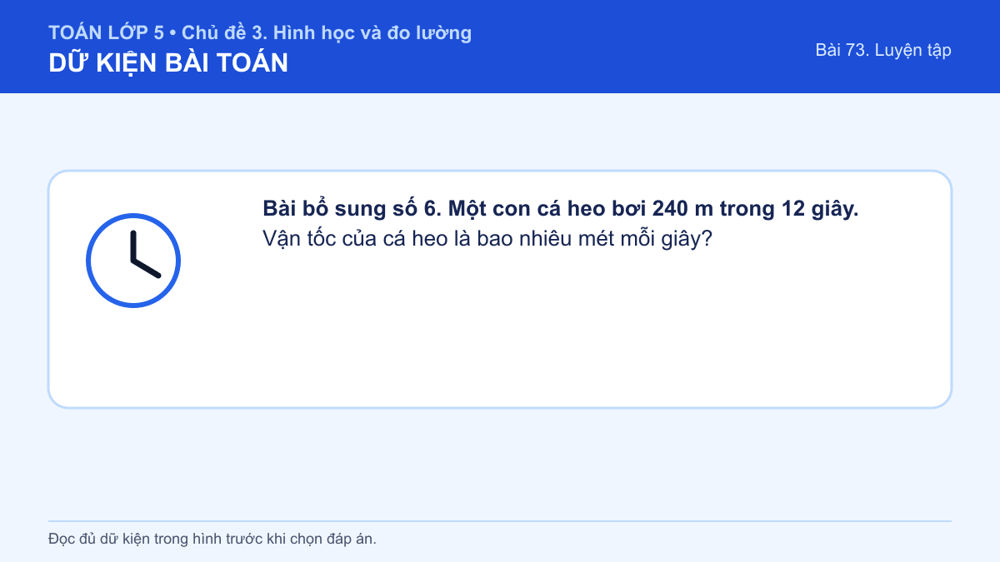 TOÁN LỚP 5 • Chủ đề 3. Hình học và đo lường
DỮ KIỆN BÀI TOÁN
Bài 73. Luyện tập
Bài bổ sung số 6. Một con cá heo bơi 240 m trong 12 giây.
Vận tốc của cá heo là bao nhiêu mét mỗi giây?
Đọc đủ dữ kiện trong hình trước khi chọn đáp án.